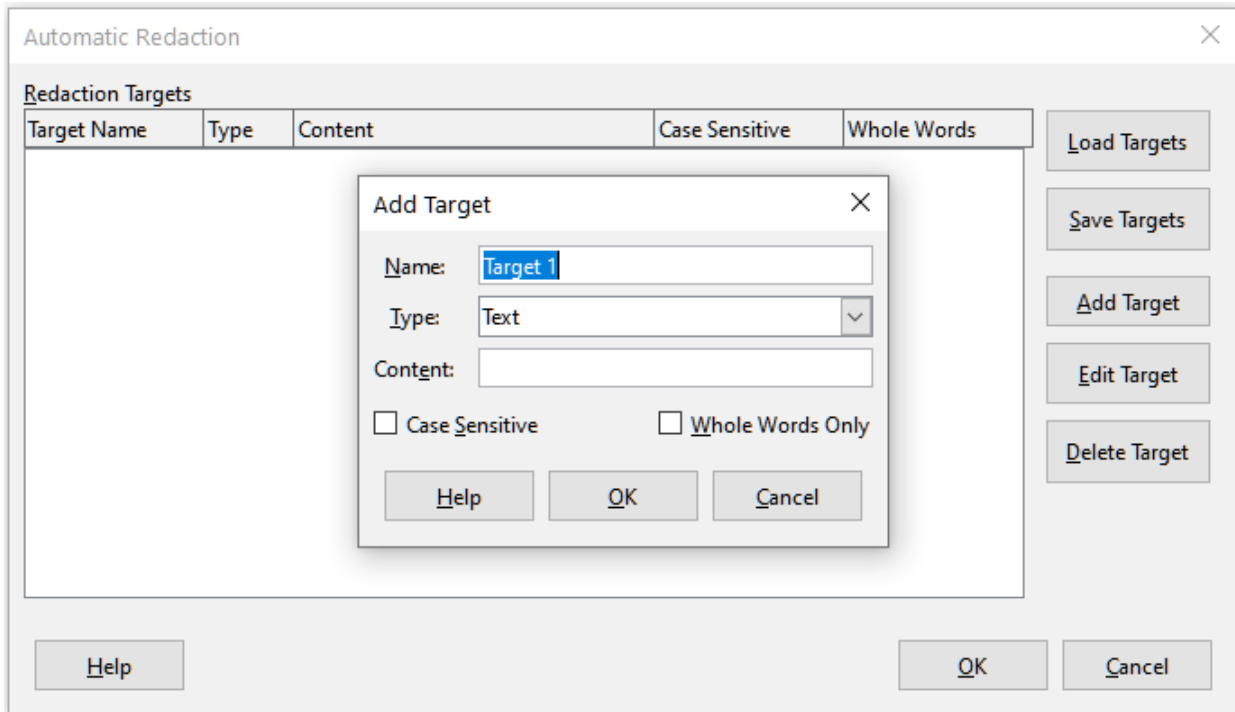 Automatic Redaction
Redaction Targets
Target Name Type Content Case Sensitive Whole Words
Load Targets
Save Targets
Add Target
Edit Target
Delete Target
Add Target
Name: Target 1
Type: Text
Content:
Case Sensitive Whole Words Only
Help OK Cancel
Help OK Cancel